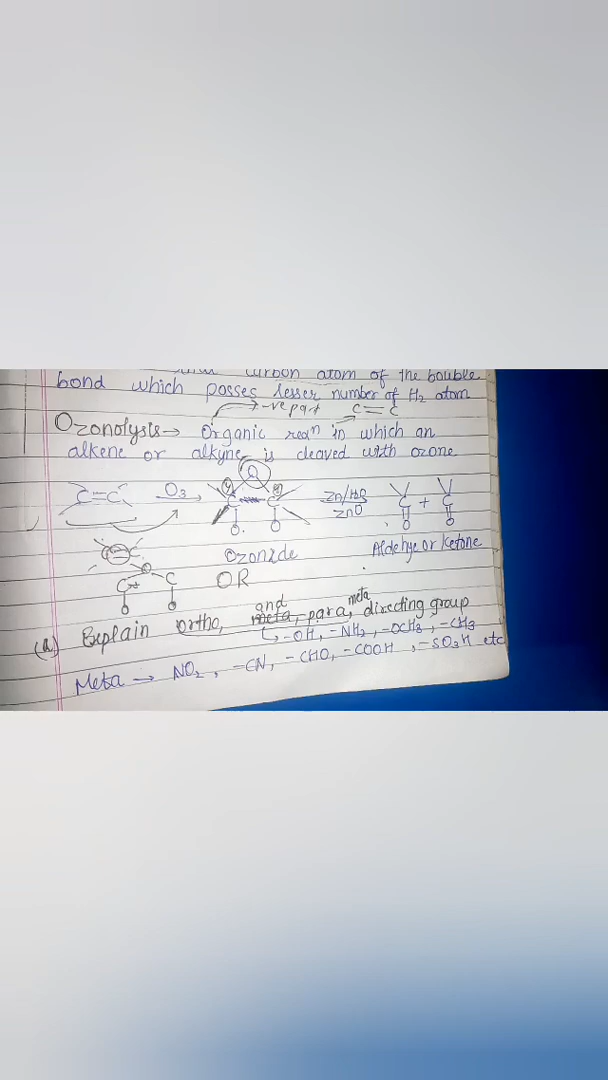 carbon atom of the bouble
bond which posses lesser number of H2 atom
-ve part C=C
Ozonolysis→ Organic reaⁿ in which an
alkene or alkyne is cleaved with ozone
C=C O3 → C C Zn/H2O ZnO C + C
O O O O
Ozonide Aldehye or Ketone
C+ C O
O O
OR
and meta
(a) Explain ortho, meta, para, directing group
-OH, -NH2, -OCH3, -CH3
Meta → NO2, -CN, -CHO, -COOH, -SO3H etc